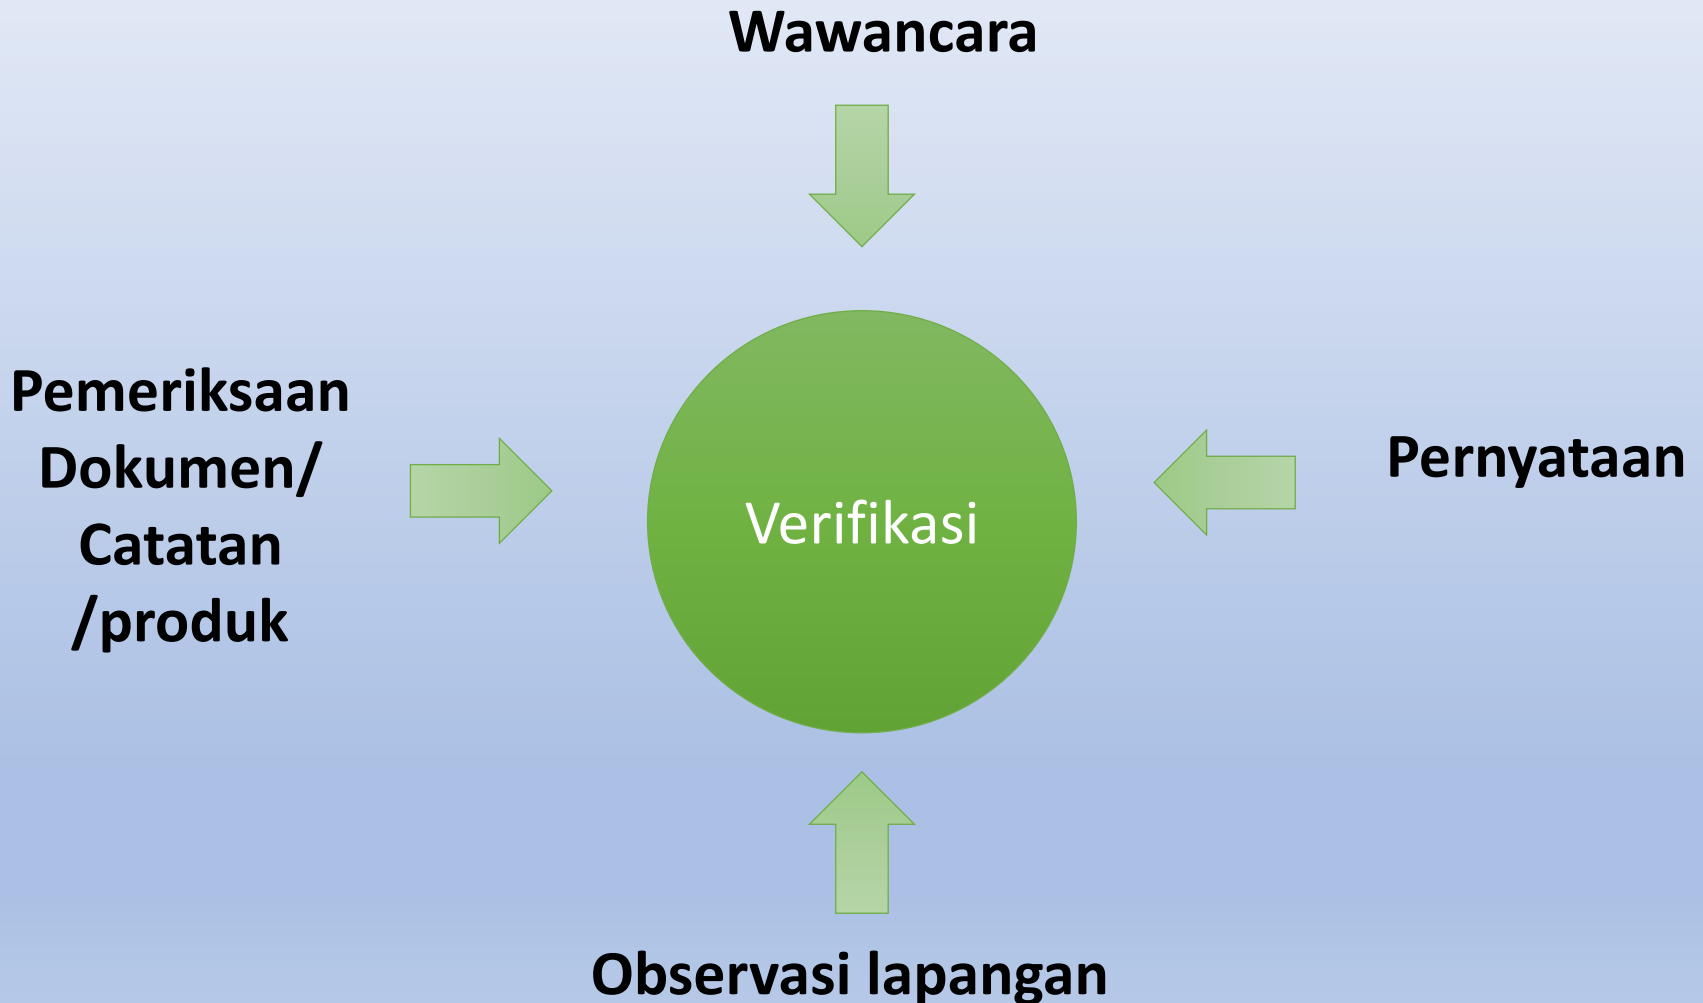 Wawancara
Pemeriksaan
Dokumen/
Catatan
/produk
Verifikasi
Pernyataan
Observasi lapangan